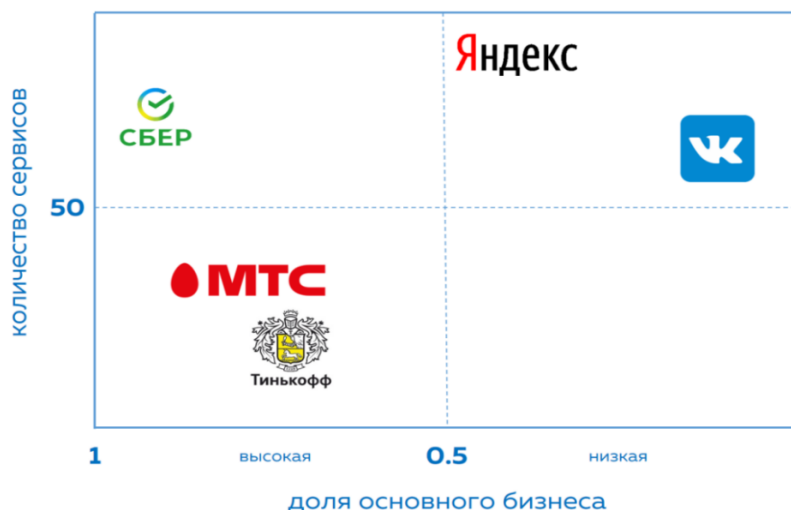 Яндекс
СБЕР
количество сервисов
50
МТС
Тинькофф
1
высокая
0.5
низкая
доля основного бизнеса